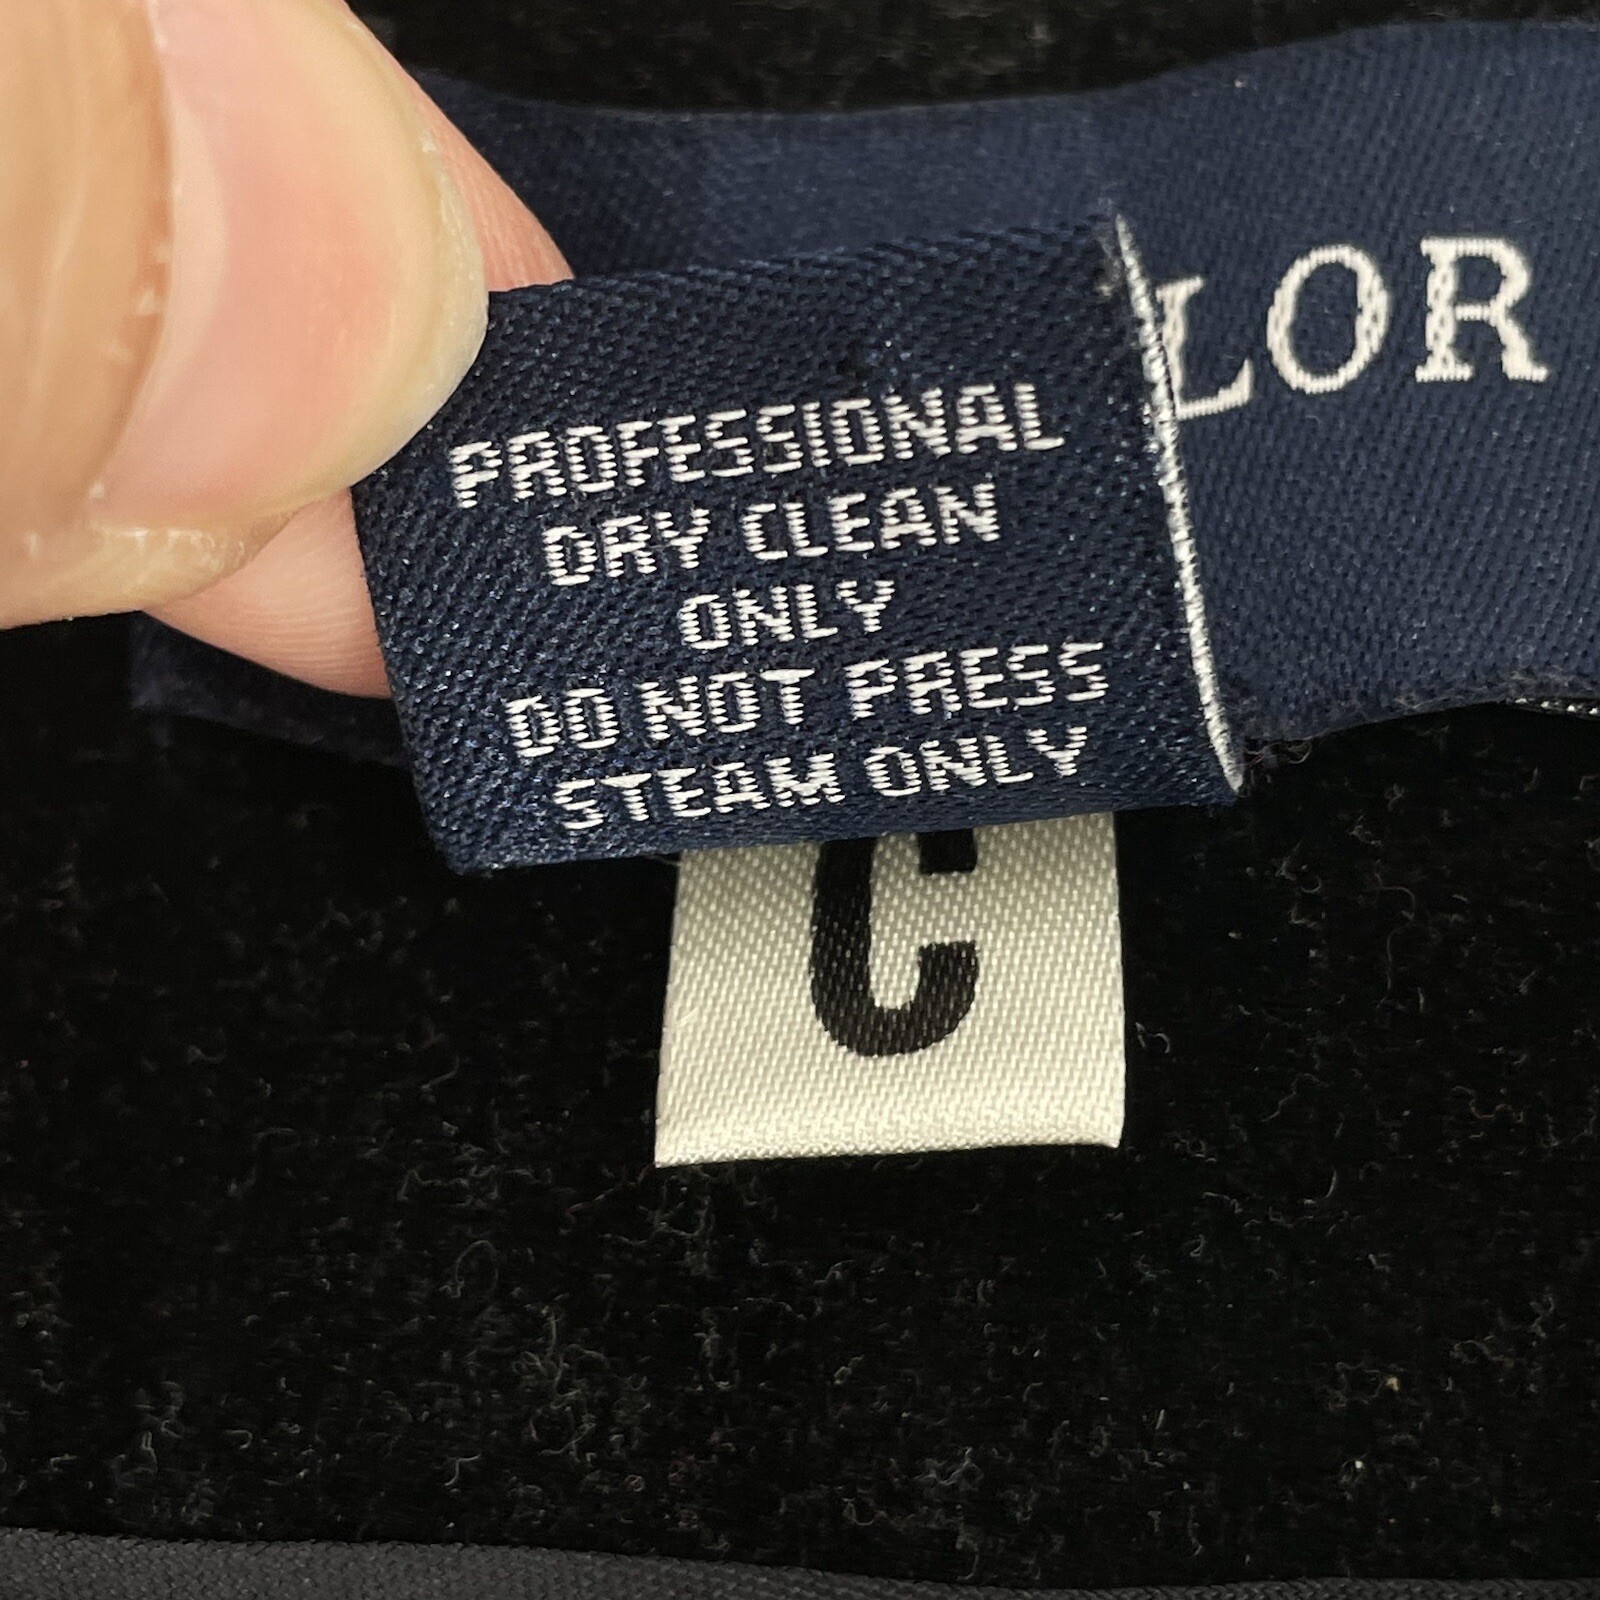 LOR
PROFESSIONAL
DRY CLEAN
ONLY
DO NOT PRESS
STEAM ONLY
C